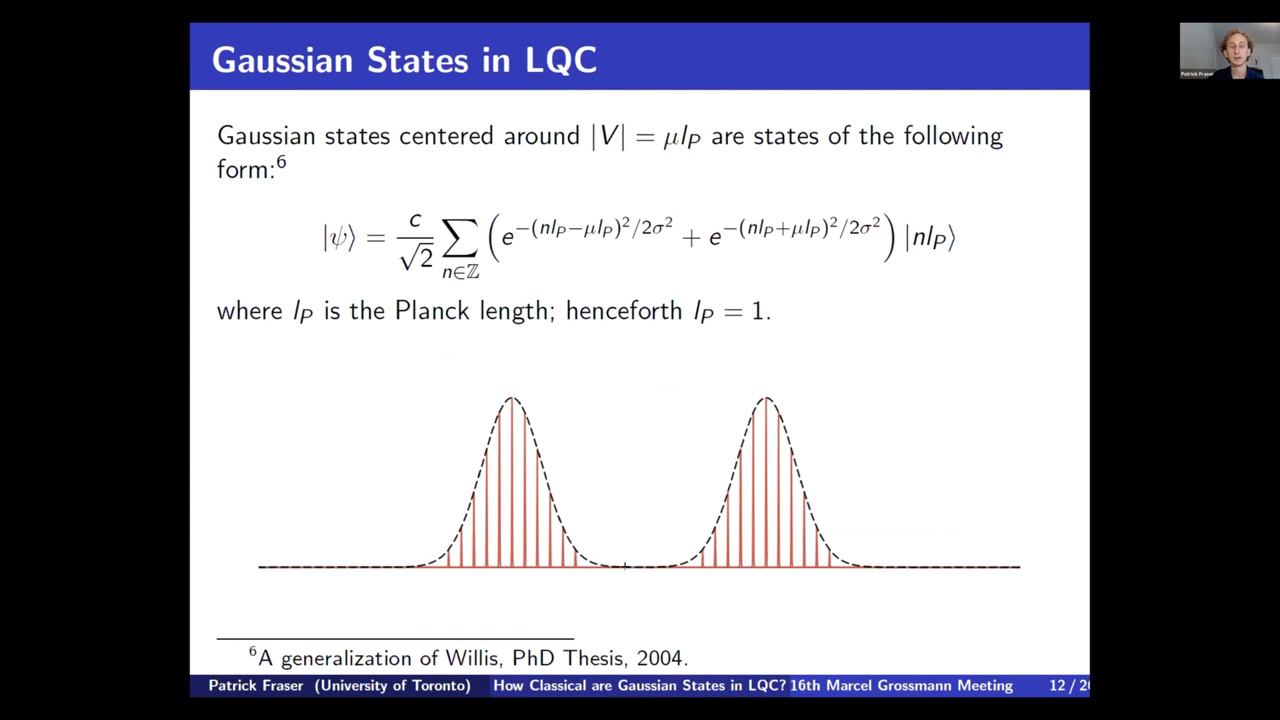 Gaussian States in LQC
Patrick Fraser
Gaussian states centered around |V| = μl_P are states of the following
form:⁶
|ψ⟩ = c/√2 ∑_{n∈ℤ} (e^{−(nl_P−μl_P)²/2σ²} + e^{−(nl_P+μl_P)²/2σ²}) |nl_P⟩
where l_P is the Planck length; henceforth l_P = 1.
⁶A generalization of Willis, PhD Thesis, 2004.
Patrick Fraser (University of Toronto) How Classical are Gaussian States in LQC? 16th Marcel Grossmann Meeting 12 /